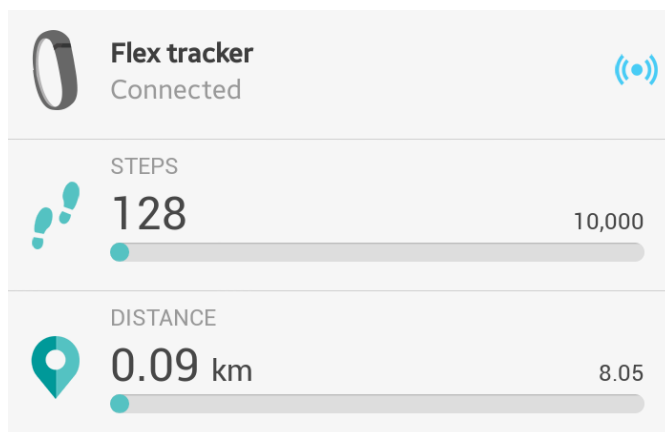 Flex tracker
Connected
STEPS
128
10,000
DISTANCE
0.09 km
8.05